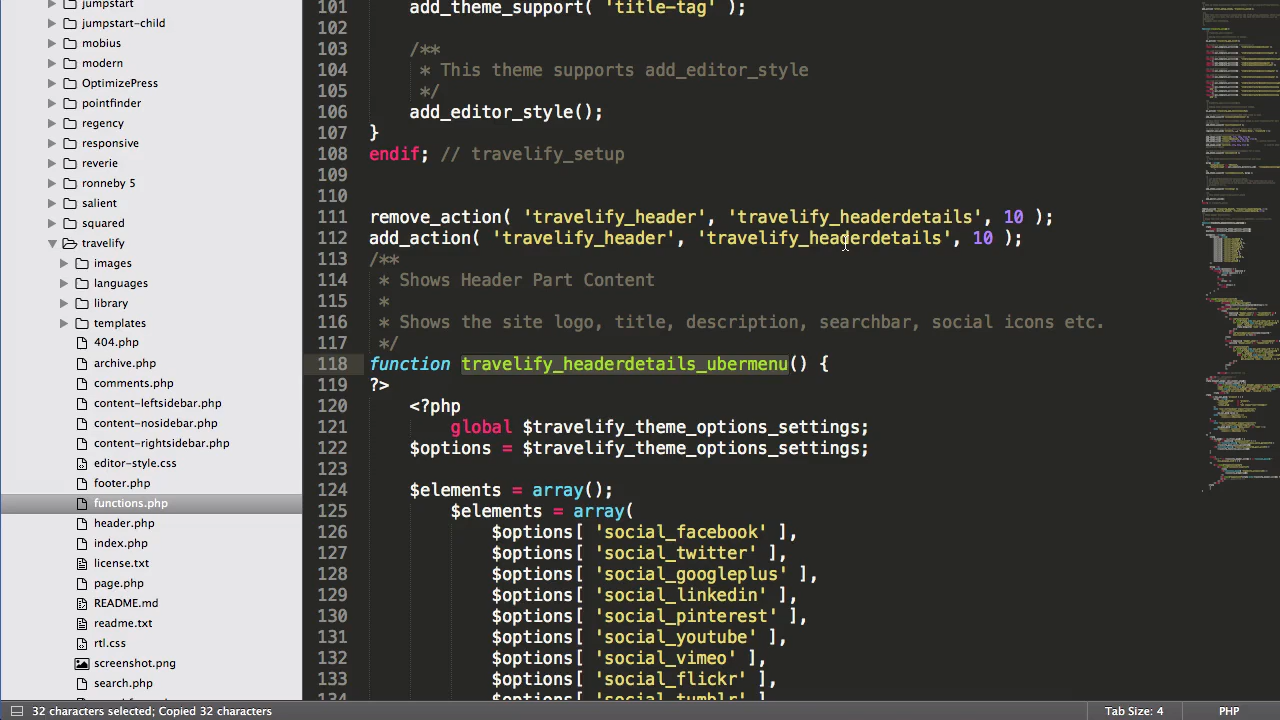 jumpstart
jumpstart-child
mobius
modern
OptimizePress
revera
ronneby 5
salient
travelify
images
languages
library
templates
404.php
archive.php
comments.php
content-leftsidebar.php
content-nosidebar.php
content-rightsidebar.php
editor-style.css
footer.php
functions.php
header.php
index.php
license.txt
page.php
README.md
readme.txt
rtl.css
screenshot.png
search.php
101 add_theme_support( 'title-tag' );
102
103 /**
104 * This theme supports add_editor_style
105 */
106 add_editor_style();
107 }
108 endif; // travelify_setup
109
110
111 remove_action( 'travelify_header', 'travelify_headerdetails', 10 );
112 add_action( 'travelify_header', 'travelify_headerdetails', 10 );
113 /**
114 * Shows Header Part Content
115 *
116 * Shows the site logo, title, description, searchbar, social icons etc.
117 */
118 function travelify_headerdetails_ubermenu() {
119 ?>
120 <?php
121 global $travelify_theme_options_settings;
122 $options = $travelify_theme_options_settings;
123
124 $elements = array();
125 $elements = array(
126 $options[ 'social_facebook' ],
127 $options[ 'social_twitter' ],
128 $options[ 'social_googleplus' ],
129 $options[ 'social_linkedin' ],
130 $options[ 'social_pinterest' ],
131 $options[ 'social_youtube' ],
132 $options[ 'social_vimeo' ],
133 $options[ 'social_flickr' ],
134 $options[ 'social_tumblr' ],
32 characters selected; Copied 32 characters
Tab Size: 4
PHP